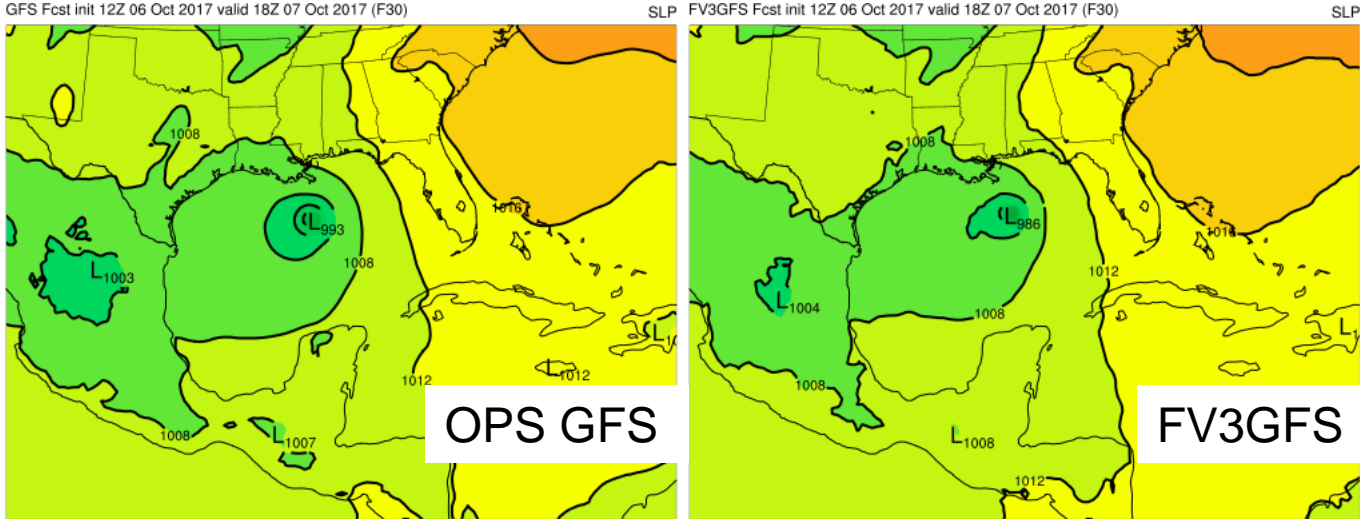 GFS Fcst init 12Z 06 Oct 2017 valid 18Z 07 Oct 2017 (F30) SLP
1008
1016
L993
1008
L1003
L1012
1012
1008
L1007
OPS GFS
FV3GFS Fcst init 12Z 06 Oct 2017 valid 18Z 07 Oct 2017 (F30) SLP
1008
1016
L986
1012
L1004
1008
1008
L1008
1012
FV3GFS